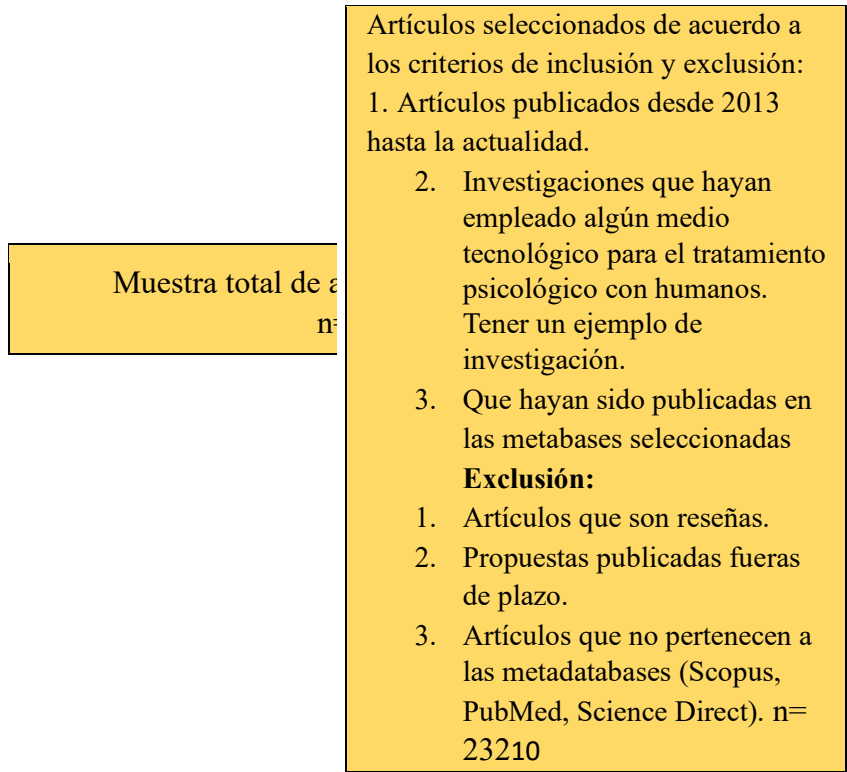 Muestra total de
n=
Artículos seleccionados de acuerdo a
los criterios de inclusión y exclusión:
1. Artículos publicados desde 2013
hasta la actualidad.
2. Investigaciones que hayan
empleado algún medio
tecnológico para el tratamiento
psicológico con humanos.
Tener un ejemplo de
investigación.
3. Que hayan sido publicadas en
las metabases seleccionadas
Exclusión:
1. Artículos que son reseñas.
2. Propuestas publicadas fueras
de plazo.
3. Artículos que no pertenecen a
las metadatabases (Scopus,
PubMed, Science Direct). n=
23210